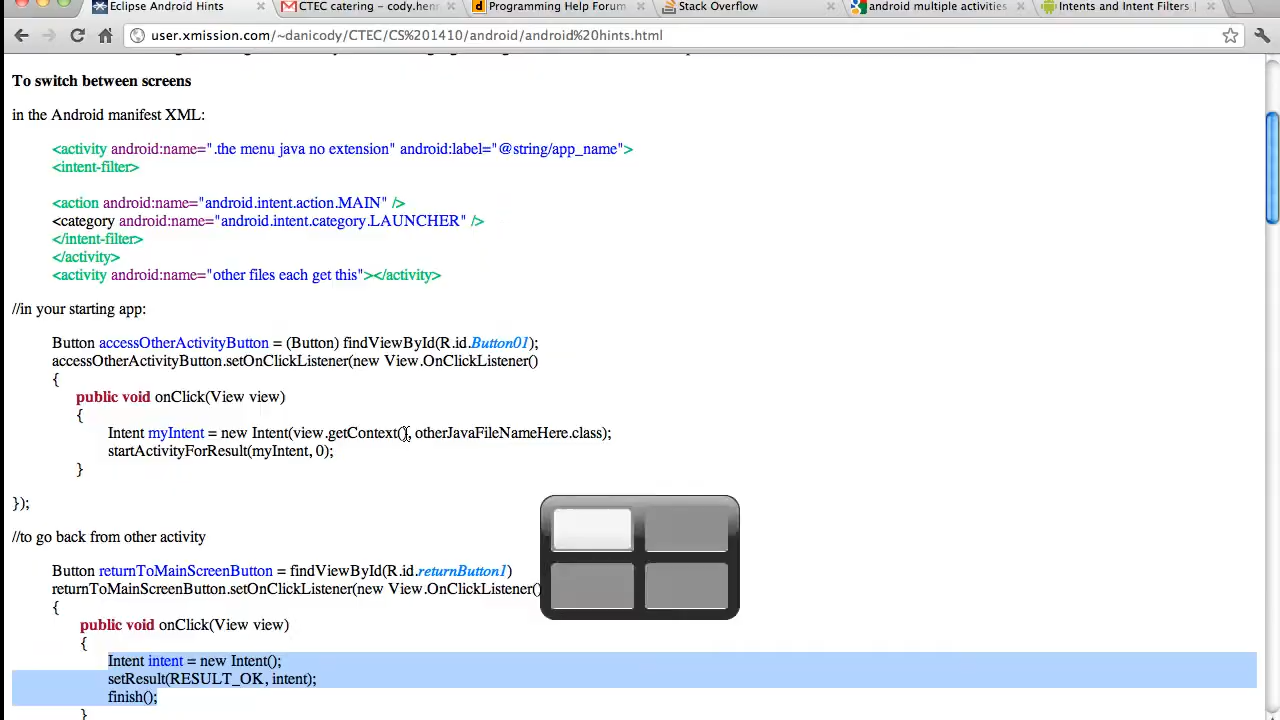 Eclipse Android Hints
CTEC catering - cody.hen
Programming Help Forum
Stack Overflow
android multiple activities
Intents and Intent Filters
user.xmission.com/~danicody/CTEC/CS%201410/android/android%20hints.html
To switch between screens
in the Android manifest XML:
<activity android:name=".the menu java no extension" android:label="@string/app_name">
<intent-filter>
<action android:name="android.intent.action.MAIN" />
<category android:name="android.intent.category.LAUNCHER" />
</intent-filter>
</activity>
<activity android:name="other files each get this"></activity>
//in your starting app:
Button accessOtherActivityButton = (Button) findViewById(R.id.Button01);
accessOtherActivityButton.setOnClickListener(new View.OnClickListener()
{
public void onClick(View view)
{
Intent myIntent = new Intent(view.getContext(), otherJavaFileNameHere.class);
startActivityForResult(myIntent, 0);
}
});
//to go back from other activity
Button returnToMainScreenButton = findViewById(R.id.returnButton1)
returnToMainScreenButton.setOnClickListener(new View.OnClickListener()
{
public void onClick(View view)
{
Intent intent = new Intent();
setResult(RESULT_OK, intent);
finish();
}